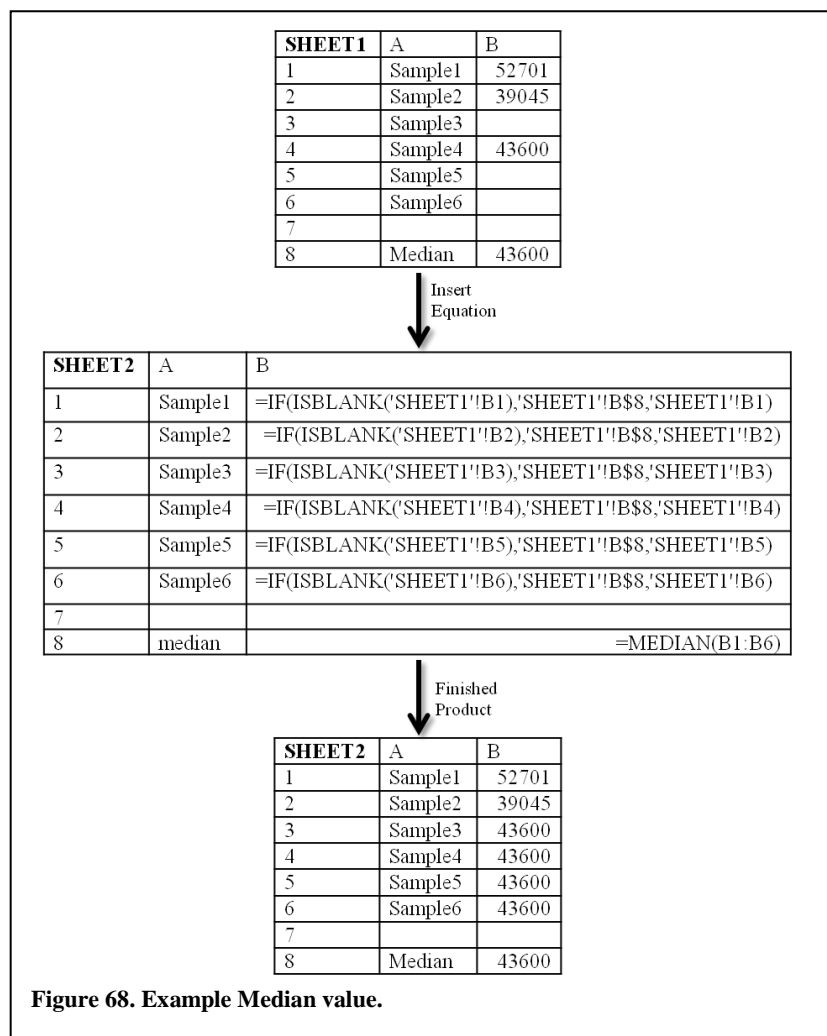 SHEET1 A B
1 Sample1 52701
2 Sample2 39045
3 Sample3
4 Sample4 43600
5 Sample5
6 Sample6
7
8 Median 43600
Insert
Equation
SHEET2 A B
1 Sample1 =IF(ISBLANK('SHEET1'!B1),'SHEET1'!B$8,'SHEET1'!B1)
2 Sample2 =IF(ISBLANK('SHEET1'!B2),'SHEET1'!B$8,'SHEET1'!B2)
3 Sample3 =IF(ISBLANK('SHEET1'!B3),'SHEET1'!B$8,'SHEET1'!B3)
4 Sample4 =IF(ISBLANK('SHEET1'!B4),'SHEET1'!B$8,'SHEET1'!B4)
5 Sample5 =IF(ISBLANK('SHEET1'!B5),'SHEET1'!B$8,'SHEET1'!B5)
6 Sample6 =IF(ISBLANK('SHEET1'!B6),'SHEET1'!B$8,'SHEET1'!B6)
7
8 median =MEDIAN(B1:B6)
Finished
Product
SHEET2 A B
1 Sample1 52701
2 Sample2 39045
3 Sample3 43600
4 Sample4 43600
5 Sample5 43600
6 Sample6 43600
7
8 Median 43600
Figure 68. Example Median value.